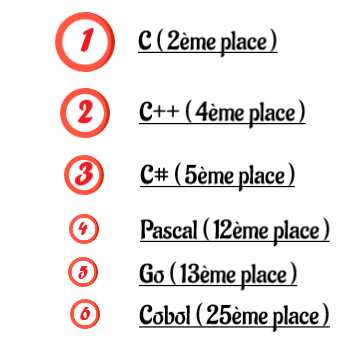 1 C ( 2ème place )
2 C++ ( 4ème place )
3 C# ( 5ème place )
4 Pascal ( 12ème place )
5 Go ( 13ème place )
6 Cobol ( 25ème place )